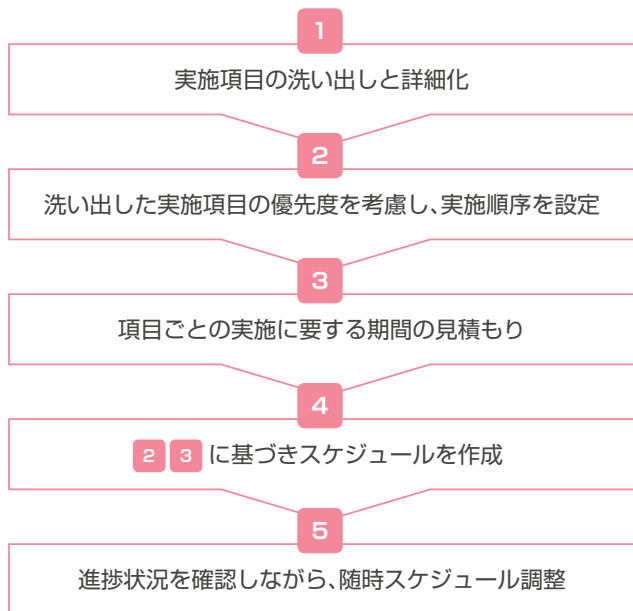 1
実施項目の洗い出しと詳細化
2
洗い出した実施項目の優先度を考慮し、実施順序を設定
3
項目ごとの実施に要する期間の見積もり
4
2 3 に基づきスケジュールを作成
5
進捗状況を確認しながら、随時スケジュール調整